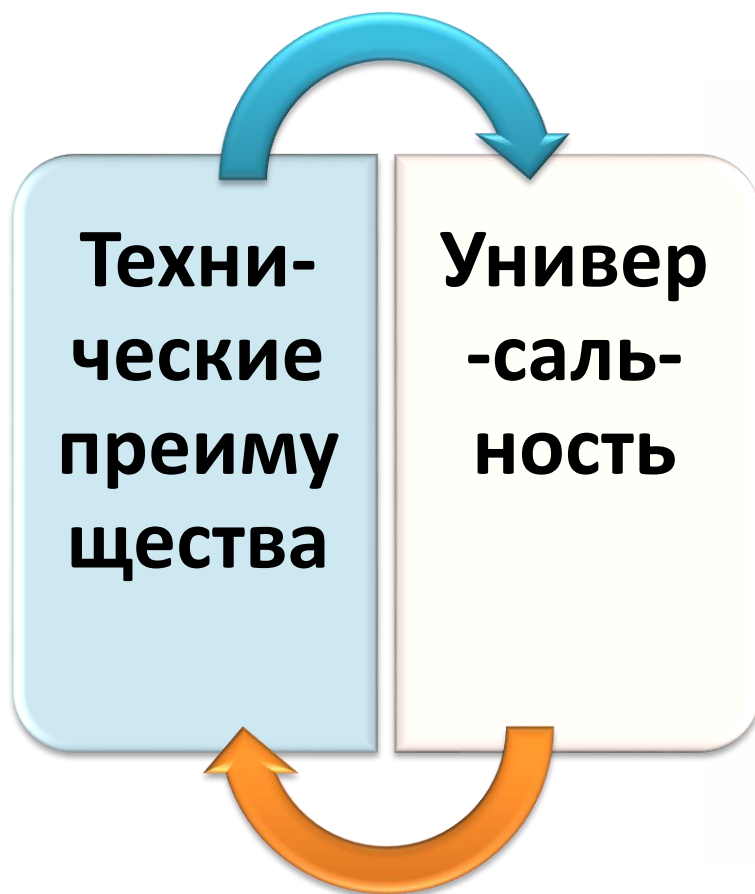 Техни-
ческие
преиму
щества
Универ
-саль-
ность